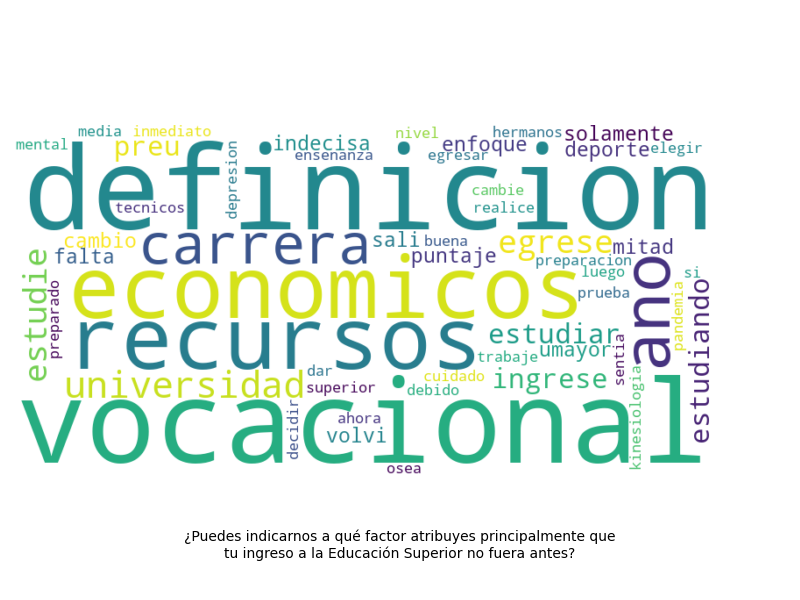 media
inmediato
mental
preu
depresion
indecisa
ensenanza
nivel
enfoque
egresar
hermanos
solamente
deporte
elegir
definicion
tecnicos
cambie
realice
cambio
falta
carrera
sali
buena
puntaje
egrese
mitad
preparacion
luego
si
estudie
preparado
economicos
prueba
ano
pandemia
estudiando
recursos
estudiar
trabaje
umayor
sentia
universidad
dar
superior
cuidado
debido
ingrese
kinesiologia
vocacional
decidir
ahora
volvi
osea
¿Puedes indicarnos a qué factor atribuyes principalmente que
tu ingreso a la Educación Superior no fuera antes?